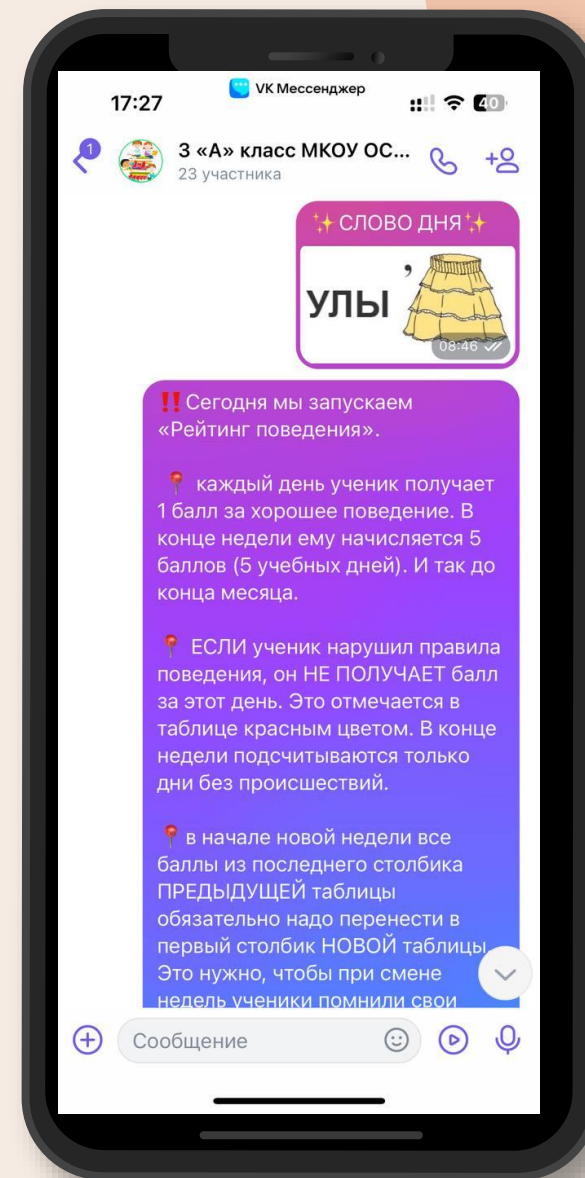 VK Мессенджер
17:27
40
1
3 «А» класс МКОУ ОС...
23 участника
✨ СЛОВО ДНЯ ✨
УЛЫ ’
08:46
‼️ Сегодня мы запускаем
«Рейтинг поведения».
📍 каждый день ученик получает
1 балл за хорошее поведение. В
конце недели ему начисляется 5
баллов (5 учебных дней). И так до
конца месяца.
📍 ЕСЛИ ученик нарушил правила
поведения, он НЕ ПОЛУЧАЕТ балл
за этот день. Это отмечается в
таблице красным цветом. В конце
недели подсчитываются только
дни без происшествий.
📍 в начале новой недели все
баллы из последнего столбика
ПРЕДЫДУЩЕЙ таблицы
обязательно надо перенести в
первый столбик НОВОЙ таблицы.
Это нужно, чтобы при смене
недель ученики помнили свои
Сообщение